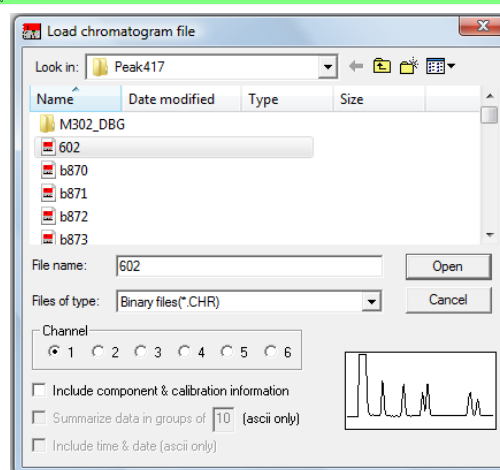 Load chromatogram file
Look in: Peak417
Name Date modified Type Size
M302_DBG
602
b870
b871
b872
b873
File name: 602 Open
Files of type: Binary files(*.CHR) Cancel
Channel
1 2 3 4 5 6
Include component & calibration information
Summarize data in groups of 10 (ascii only)
Include time & date (ascii only)